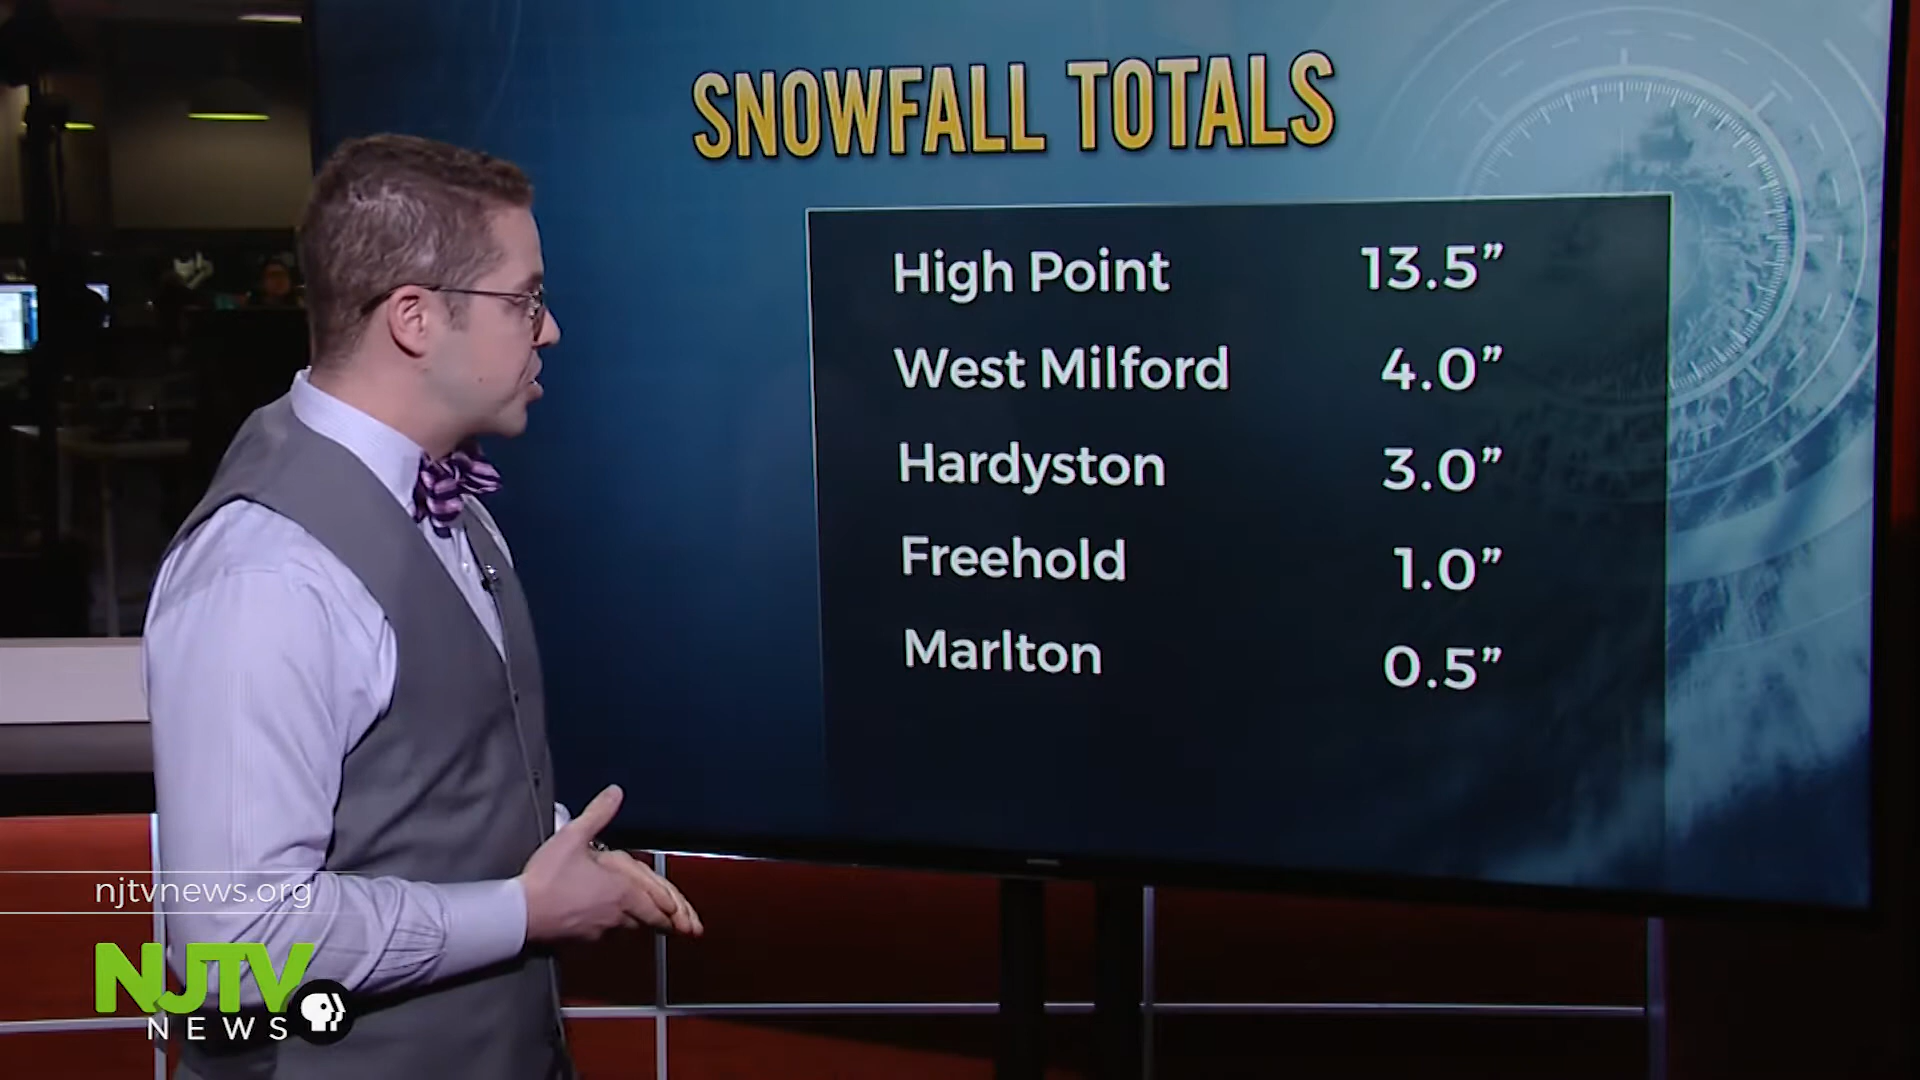 SNOWFALL TOTALS
High Point 13.5”
West Milford 4.0”
Hardyston 3.0”
Freehold 1.0”
Marlton 0.5”
njtvnews.org
NJTV
NEWS